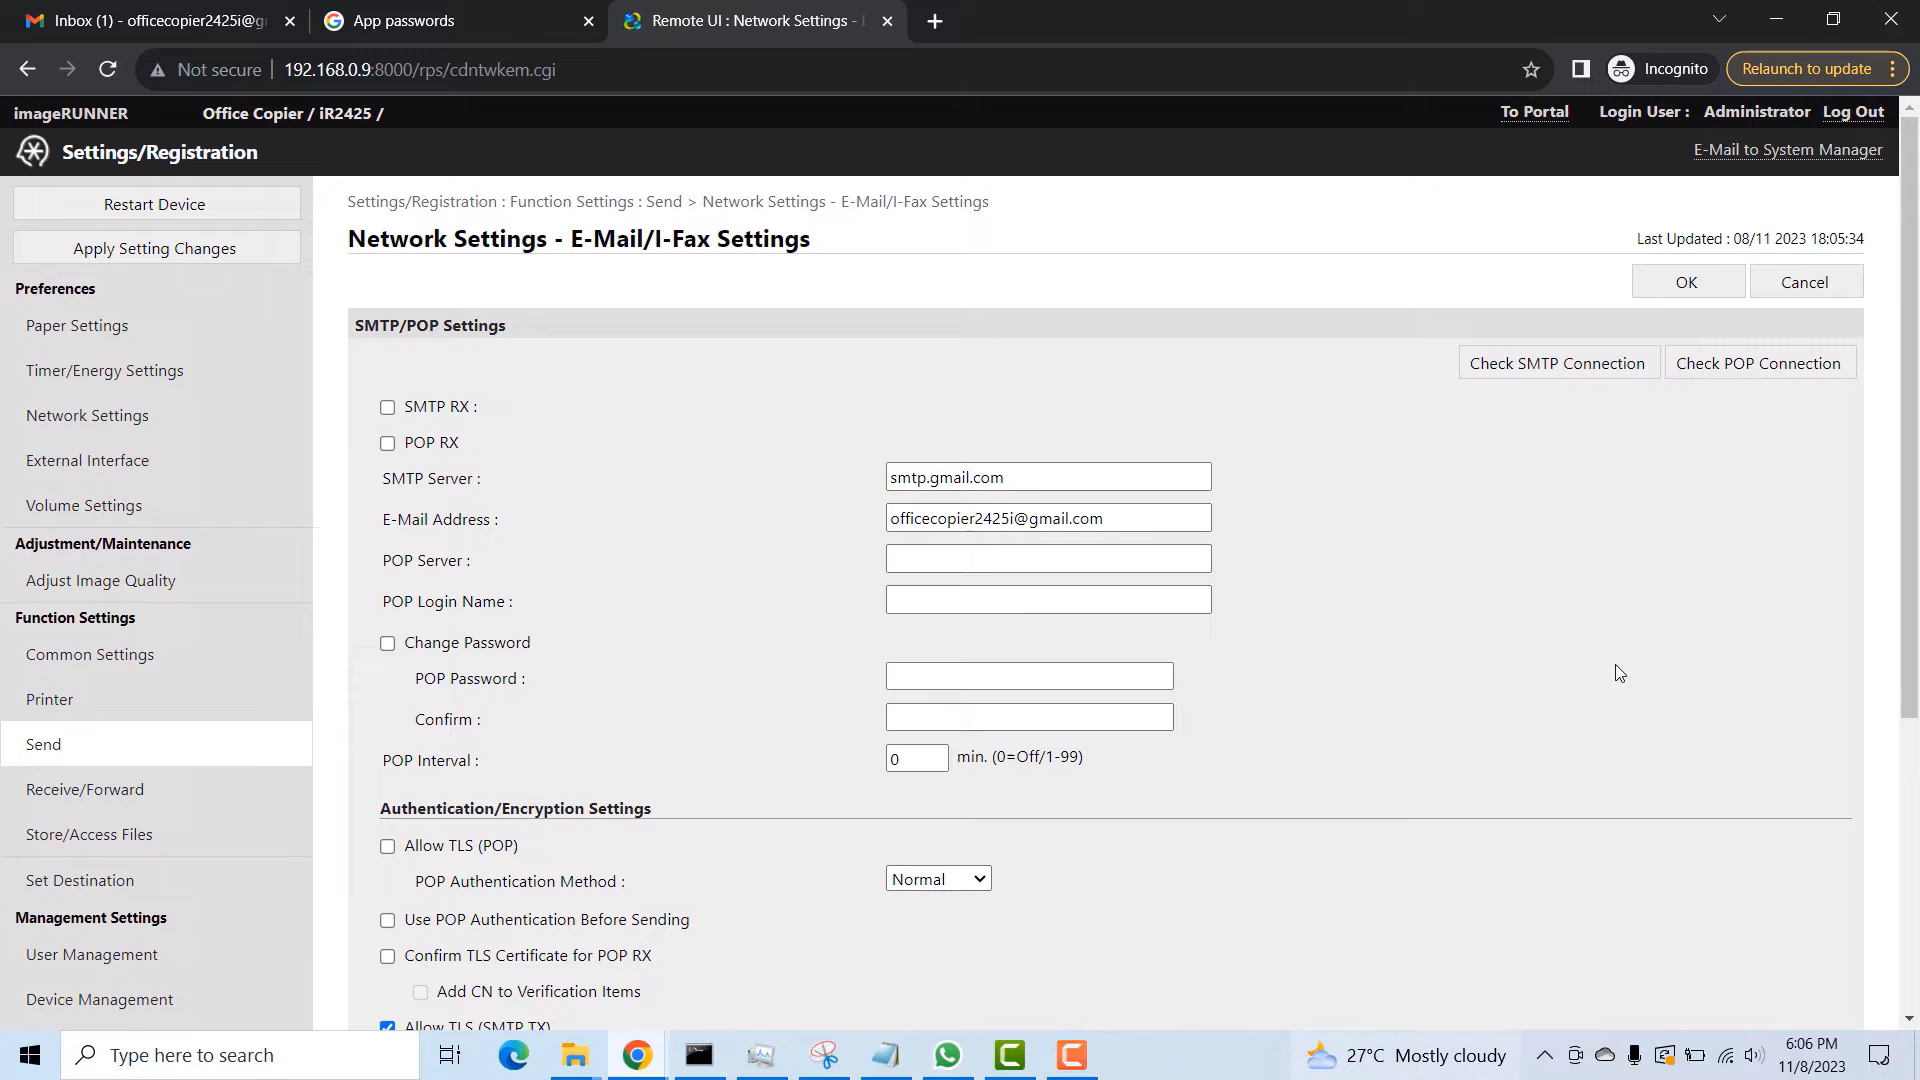 Inbox (1) - officecopier2425i@g
App passwords
Remote UI : Network Settings - E
Not secure
192.168.0.9:8000/rps/cdntwkem.cgi
Incognito
Relaunch to update
imageRUNNER
Office Copier / iR2425 /
To Portal
Login User :
Administrator
Log Out
Settings/Registration
E-Mail to System Manager
Restart Device
Apply Setting Changes
Preferences
Paper Settings
Timer/Energy Settings
Network Settings
External Interface
Volume Settings
Adjustment/Maintenance
Adjust Image Quality
Function Settings
Common Settings
Printer
Send
Receive/Forward
Store/Access Files
Set Destination
Management Settings
User Management
Device Management
Settings/Registration : Function Settings : Send > Network Settings - E-Mail/I-Fax Settings
Network Settings - E-Mail/I-Fax Settings
Last Updated : 08/11 2023 18:05:34
OK
Cancel
SMTP/POP Settings
Check SMTP Connection
Check POP Connection
SMTP RX :
POP RX
SMTP Server :
smtp.gmail.com
E-Mail Address :
officecopier2425i@gmail.com
POP Server :
POP Login Name :
Change Password
POP Password :
Confirm :
POP Interval :
0
min. (0=Off/1-99)
Authentication/Encryption Settings
Allow TLS (POP)
POP Authentication Method :
Normal
Use POP Authentication Before Sending
Confirm TLS Certificate for POP RX
Add CN to Verification Items
Allow TLS (SMTP TX)
Type here to search
27°C Mostly cloudy
6:06 PM
11/8/2023